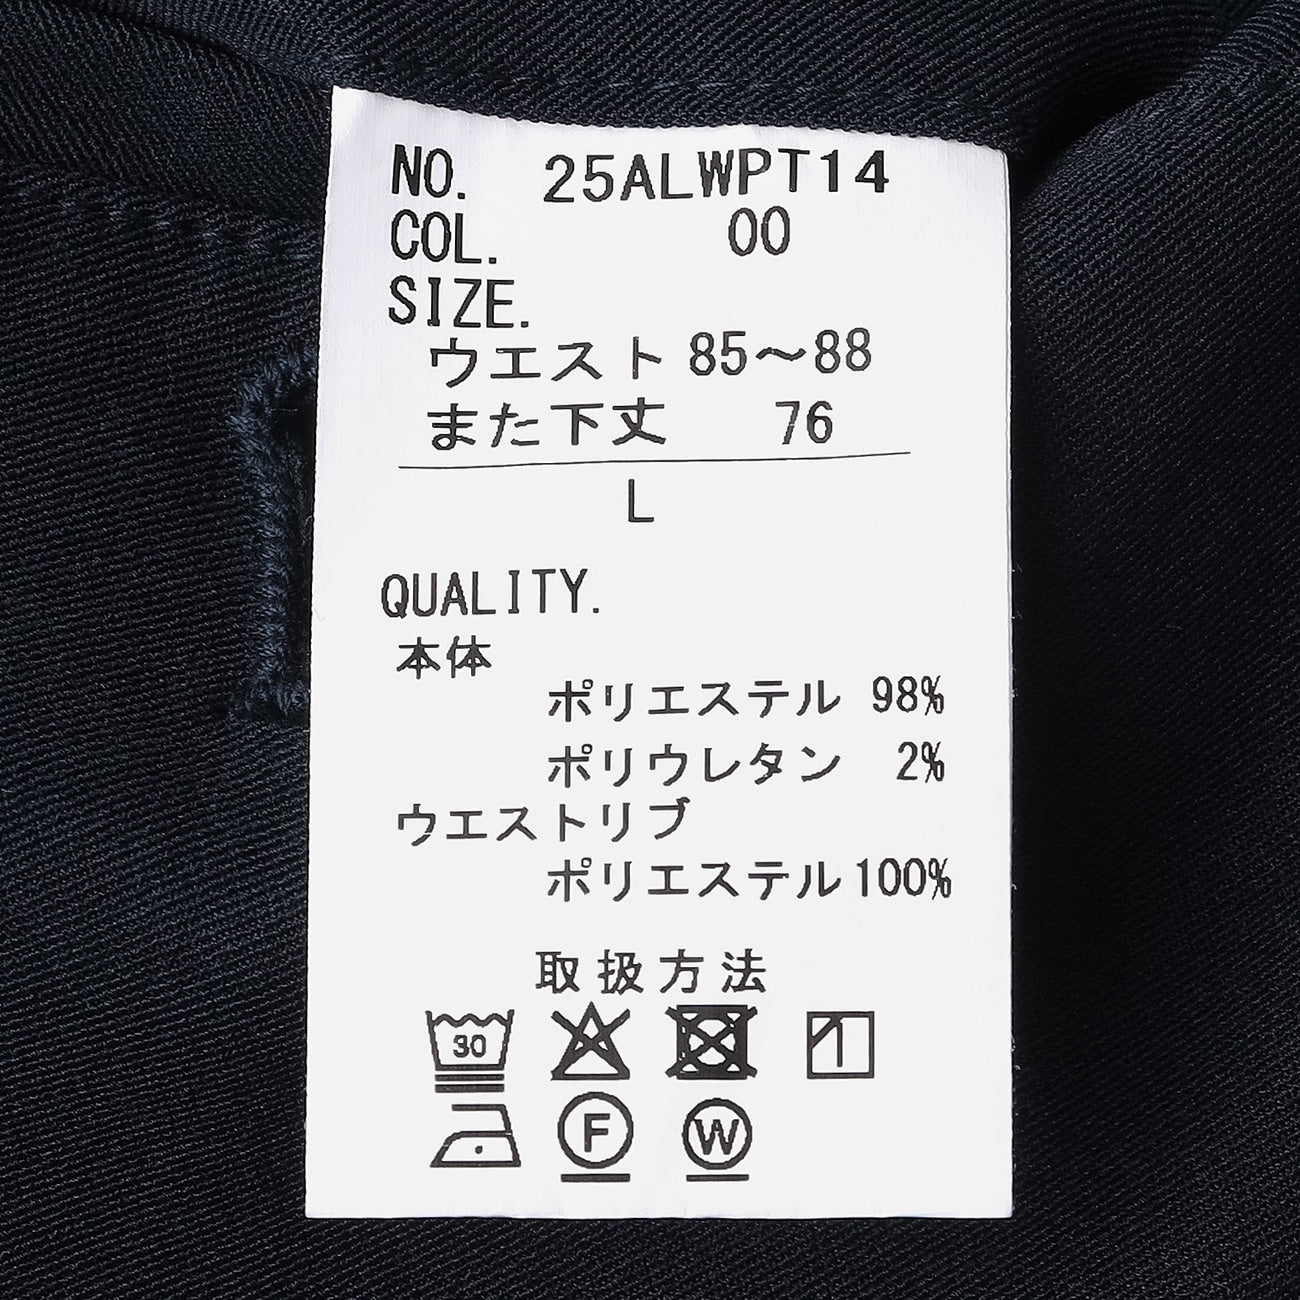 NO. 25ALWPT14
COL. 00
SIZE.
ウエスト 85～88
また下丈 76
L
QUALITY.
本体
ポリエステル 98%
ポリウレタン 2%
ウエストリブ
ポリエステル 100%
取扱方法
30
F W